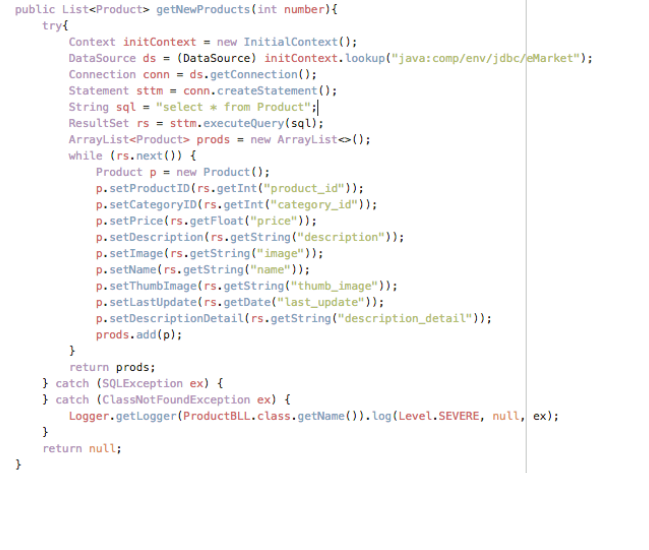 public List<Product> getNewProducts(int number){
    try{
        Context initContext = new InitialContext();
        DataSource ds = (DataSource) initContext.lookup("java:comp/env/jdbc/eMarket");
        Connection conn = ds.getConnection();
        Statement sttm = conn.createStatement();
        String sql = "select * from Product";
        ResultSet rs = sttm.executeQuery(sql);
        ArrayList<Product> prods = new ArrayList<>();
        while (rs.next()) {
            Product p = new Product();
            p.setProductID(rs.getInt("product_id"));
            p.setCategoryID(rs.getInt("category_id"));
            p.setPrice(rs.getFloat("price"));
            p.setDescription(rs.getString("description"));
            p.setImage(rs.getString("image"));
            p.setName(rs.getString("name"));
            p.setThumbImage(rs.getString("thumb_image"));
            p.setLastUpdate(rs.getDate("last_update"));
            p.setDescriptionDetail(rs.getString("description_detail"));
            prods.add(p);
        }
        return prods;
    } catch (SQLException ex) {
    } catch (ClassNotFoundException ex) {
        Logger.getLogger(ProductBLL.class.getName()).log(Level.SEVERE, null, ex);
    }
    return null;
}